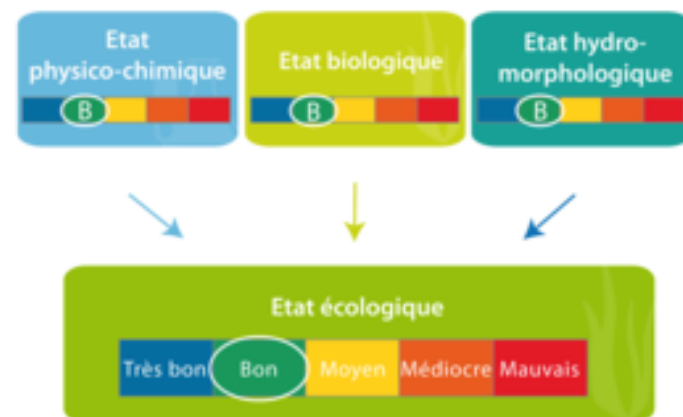 Etat
physico-chimique
B
Etat biologique
B
Etat hydro-
morphologique
B
Etat écologique
Très bon Bon Moyen Médiocre Mauvais